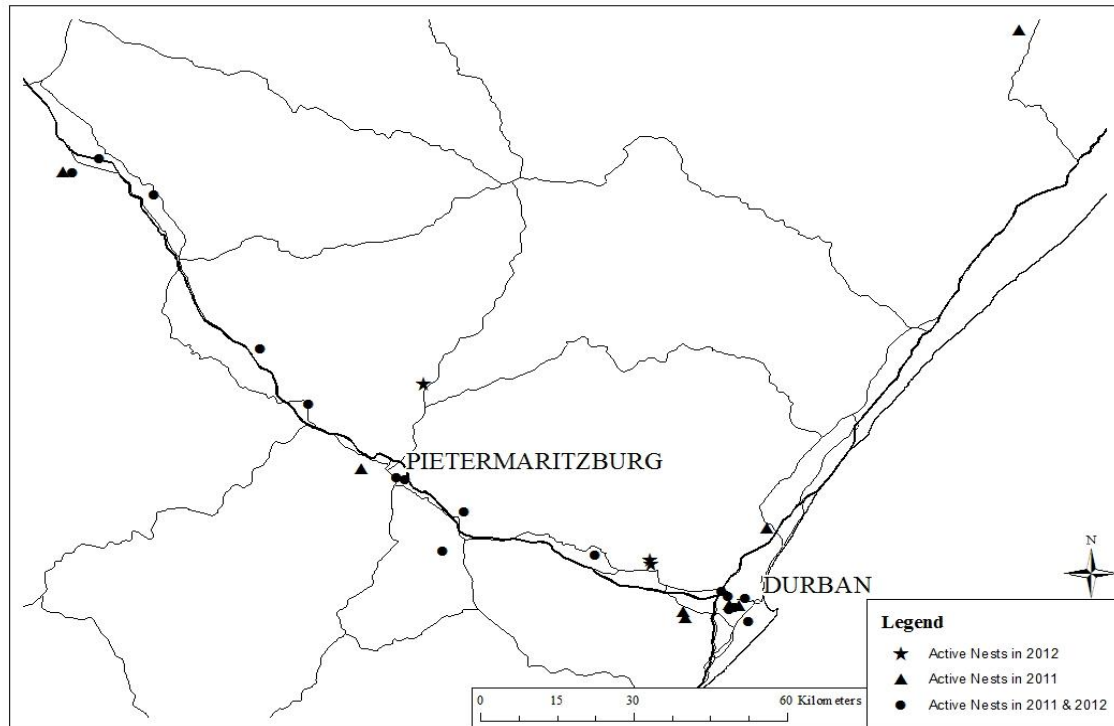 PIETERMARITZBURG
N
DURBAN
Legend
Active Nests in 2012
Active Nests in 2011
Active Nests in 2011 & 2012
0 15 30 60 Kilometers